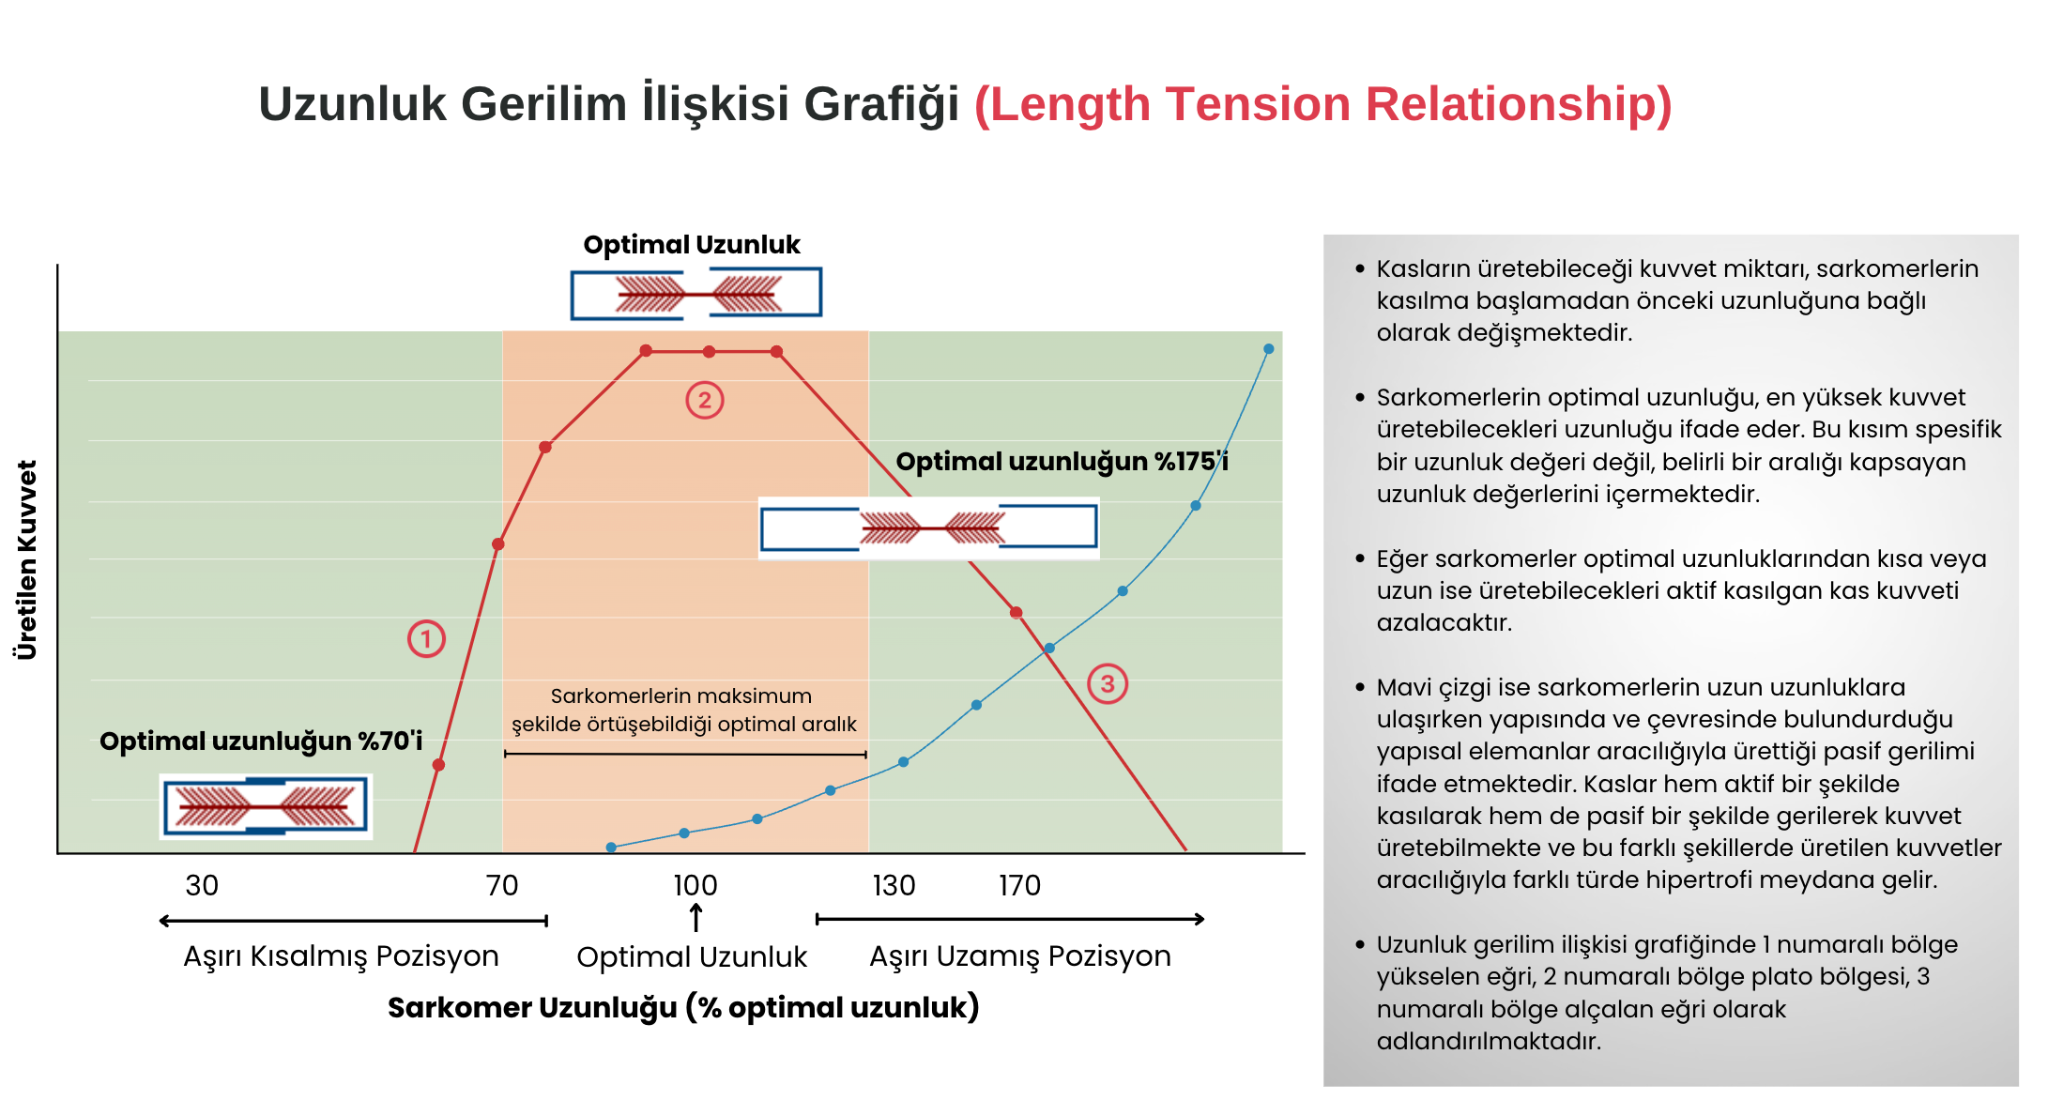 Uzunluk Gerilim İlişkisi Grafiği (Length Tension Relationship)
Optimal Uzunluk
2
Optimal uzunluğun %175'i
Üretilen Kuvvet
1
3
Sarkomerlerin maksimum
şekilde örtüşebildiği optimal aralık
Optimal uzunluğun %70'i
30 70 100 130 170
Aşırı Kısalmış Pozisyon Optimal Uzunluk Aşırı Uzamış Pozisyon
Sarkomer Uzunluğu (% optimal uzunluk)
• Kasların üretebileceği kuvvet miktarı, sarkomerlerin
kasılma başlamadan önceki uzunluğuna bağlı
olarak değişmektedir.
• Sarkomerlerin optimal uzunluğu, en yüksek kuvvet
üretebilecekleri uzunluğu ifade eder. Bu kısım spesifik
bir uzunluk değeri değil, belirli bir aralığı kapsayan
uzunluk değerlerini içermektedir.
• Eğer sarkomerler optimal uzunluklarından kısa veya
uzun ise üretebilecekleri aktif kasılgan kas kuvveti
azalacaktır.
• Mavi çizgi ise sarkomerlerin uzun uzunluklara
ulaşırken yapısında ve çevresinde bulundurduğu
yapısal elemanlar aracılığıyla ürettiği pasif gerilimi
ifade etmektedir. Kaslar hem aktif bir şekilde
kasılarak hem de pasif bir şekilde gerilerek kuvvet
üretebilmekte ve bu farklı şekillerde üretilen kuvvetler
aracılığıyla farklı türde hipertrofi meydana gelir.
• Uzunluk gerilim ilişkisi grafiğinde 1 numaralı bölge
yükselen eğri, 2 numaralı bölge plato bölgesi, 3
numaralı bölge alçalan eğri olarak
adlandırılmaktadır.